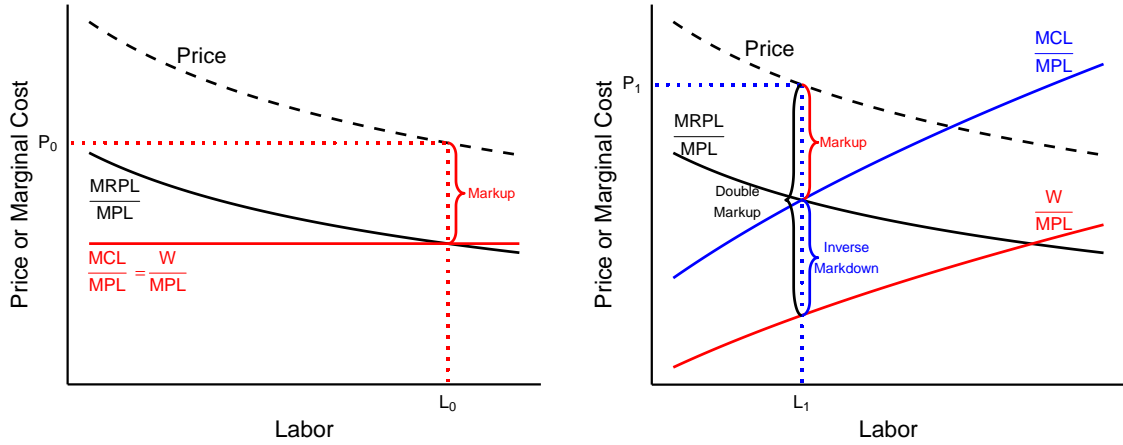 Price or Marginal Cost
P0
Price
MRPL
MPL
Markup
MCL
MPL
=
W
MPL
L0
Labor
Price or Marginal Cost
P1
Price
MCL
MPL
MRPL
MPL
Markup
Double
Markup
W
MPL
Inverse
Markdown
L1
Labor